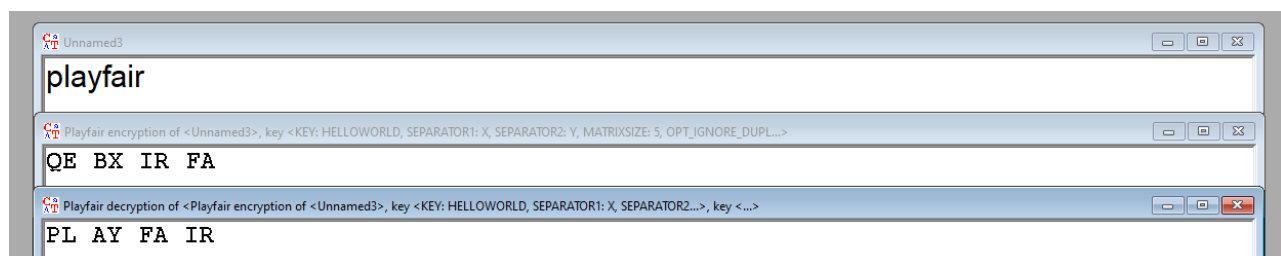 Unnamed3
playfair
Playfair encryption of <Unnamed3>, key <KEY: HELLOWORLD, SEPARATOR1: X, SEPARATOR2: Y, MATRIXSIZE: 5, OPT_IGNORE_DUPL...>
QE BX IR FA
Playfair decryption of <Playfair encryption of <Unnamed3>, key <KEY: HELLOWORLD, SEPARATOR1: X, SEPARATOR2...>, key <...>
PL AY FA IR